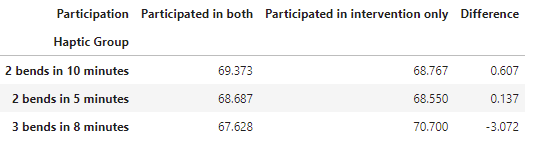 Participation Participated in both Participated in intervention only Difference
Haptic Group
2 bends in 10 minutes 69.373 68.767 0.607
2 bends in 5 minutes 68.687 68.550 0.137
3 bends in 8 minutes 67.628 70.700 -3.072